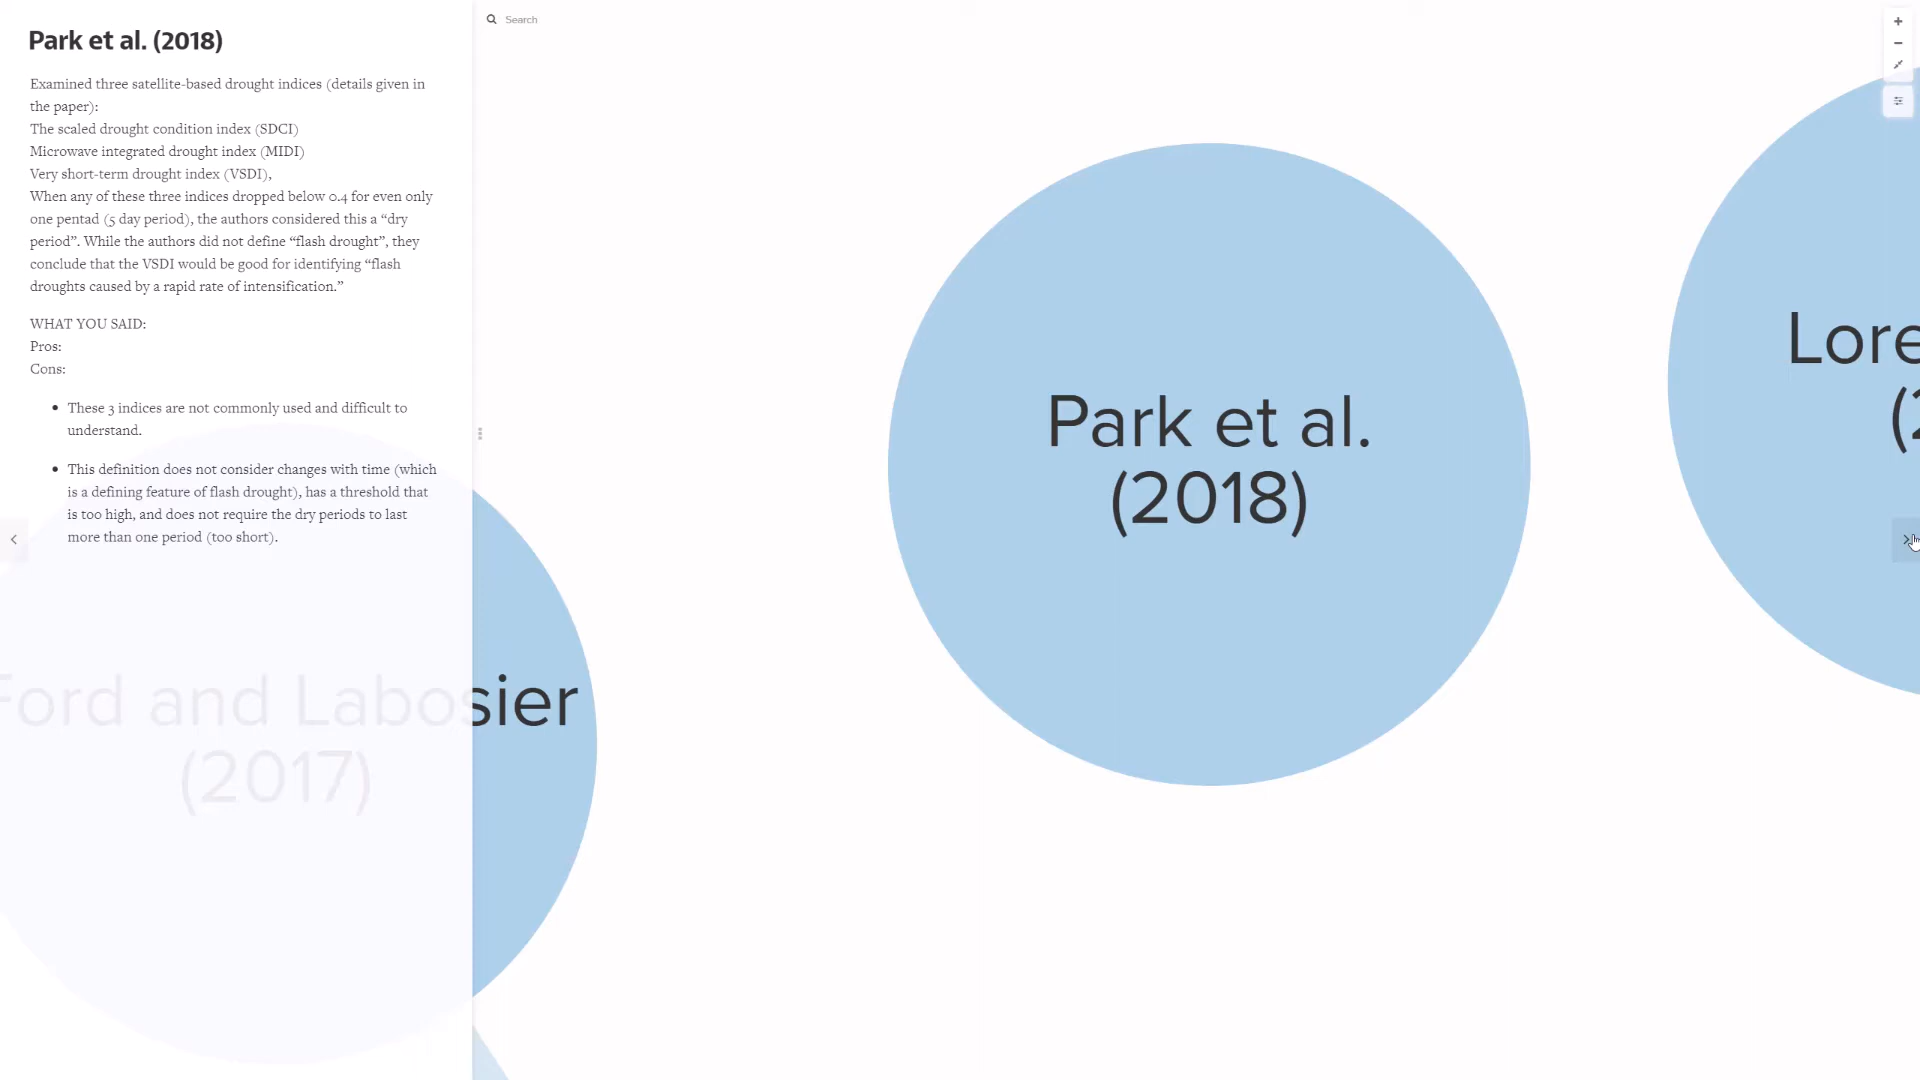 Park et al. (2018)
Examined three satellite-based drought indices (details given in
the paper):
The scaled drought condition index (SDCI)
Microwave integrated drought index (MIDI)
Very short-term drought index (VSDI),
When any of these three indices dropped below 0.4 for even only
one pentad (5 day period), the authors considered this a “dry
period”. While the authors did not define “flash drought”, they
conclude that the VSDI would be good for identifying “flash
droughts caused by a rapid rate of intensification.”
WHAT YOU SAID:
Pros:
Cons:
• These 3 indices are not commonly used and difficult to
understand.
• This definition does not consider changes with time (which
is a defining feature of flash drought), has a threshold that
is too high, and does not require the dry periods to last
more than one period (too short).
Search
Park et al.
(2018)
Ford and Labosier
(2017)
Lore
(2